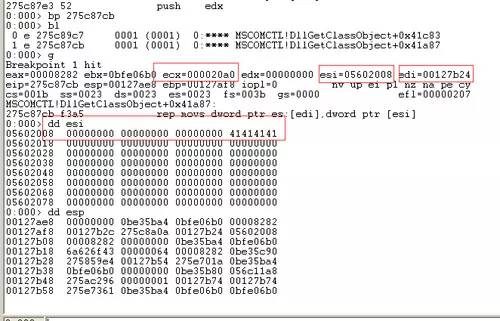 275c87e3 52 push edx
0:000> bp 275c87cb
0:000> bl
0 e 275c89c7 0001 (0001) 0:**** MSCOMCTL!DllGetClassObject+0x41c83
1 e 275c87cb 0001 (0001) 0:**** MSCOMCTL!DllGetClassObject+0x41a87
0:000> g
Breakpoint 1 hit
eax=00008282 ebx=0bfe06b0 ecx=000020a0 edx=00000000 esi=05602008 edi=00127b24
eip=275c87cb esp=00127ae8 ebp=00127af8 iopl=0 nv up ei pl nz na pe cy
cs=001b ss=0023 ds=0023 es=0023 fs=003b gs=0000 efl=00000207
MSCOMCTL!DllGetClassObject+0x41a87:
275c87cb f3a5 rep movs dword ptr es:[edi],dword ptr [esi]
0:000> dd esi
05602008 00000000 00000000 00000000 41414141
05602018 00000000 00000000 00000000 00000000
05602028 00000000 00000000 00000000 00000000
05602038 00000000 00000000 00000000 00000000
05602048 00000000 00000000 00000000 00000000
05602058 00000000 00000000 00000000 00000000
05602068 00000000 00000000 00000000 00000000
05602078 00000000 00000000 00000000 00000000
0:000> dd esp
00127ae8 00000000 0be35ba4 0bfe06b0 00008282
00127af8 00127b2c 275c8a0a 00127b24 05602008
00127b08 00008282 00000000 0be35ba4 0bfe06b0
00127b18 6a626f43 00000064 00008282 0be35c90
00127b28 275859e4 00127b54 275e701a 0be35ba4
00127b38 0bfe06b0 00000000 0be35b80 056c11a8
00127b48 275ac296 00000001 00127b74 00127b74
00127b58 275e7361 0be35ba4 0bfe06b0 0bfe06b0